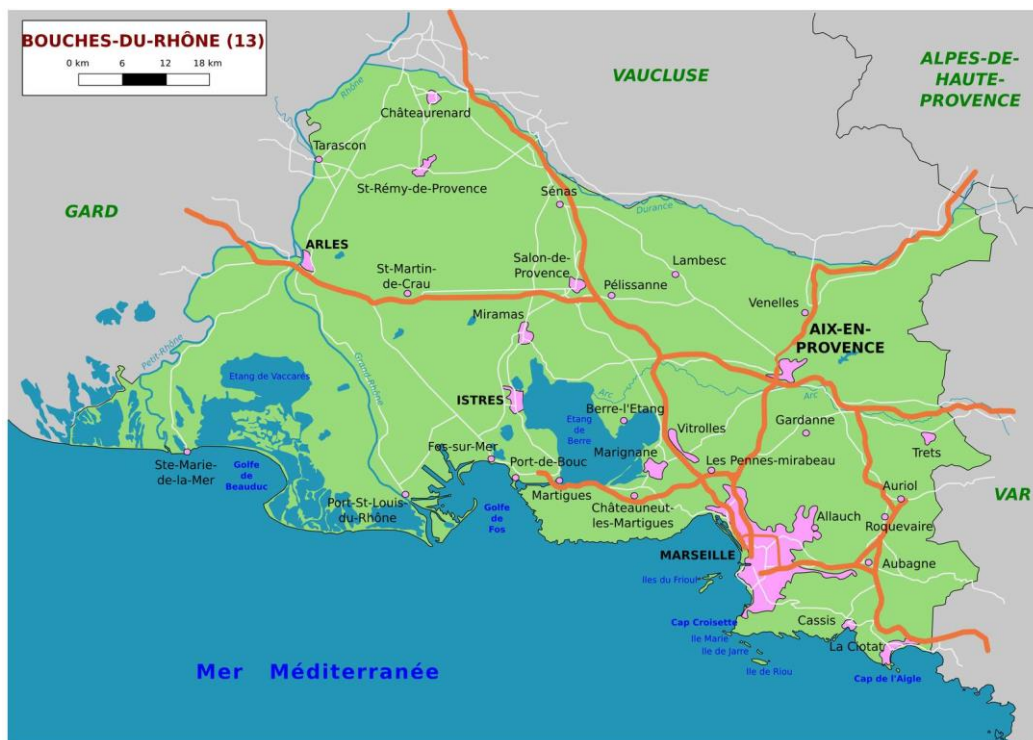 BOUCHES-DU-RHÔNE (13)
0 km 6 12 18 km
VAUCLUSE
ALPES-DE-
HAUTE-
PROVENCE
Rhône
Châteaurenard
Tarascon
St-Rémy-de-Provence
Sénas
Durance
GARD
ARLES
St-Martin-
de-Crau
Salon-de-
Provence
Pélissanne
Lambesc
Venelles
Miramas
AIX-EN-
PROVENCE
Petit-Rhône
Grand-Rhône
Etang de Vaccarés
ISTRES
Etang
de
Berre
Berre-l'Etang
Arc
Arc
Vitrolles
Gardanne
Trets
Fos-sur-Mer
Port-de-Bouc
Marignane
Les Pennes-mirabeau
Ste-Marie-
de-la-Mer
Golfe
de
Beauduc
Port-St-Louis-
du-Rhône
Golfe
de
Fos
Martigues
Châteauneut-
les-Martigues
Auriol
VAR
Allauch
Roquevaire
MARSEILLE
Aubagne
Iles du Frioul
Cap Croisette
Cassis
Ile Marie
Ile de Jarre
La Ciotat
Ile de Riou
Cap de l'Aigle
Mer Méditerranée